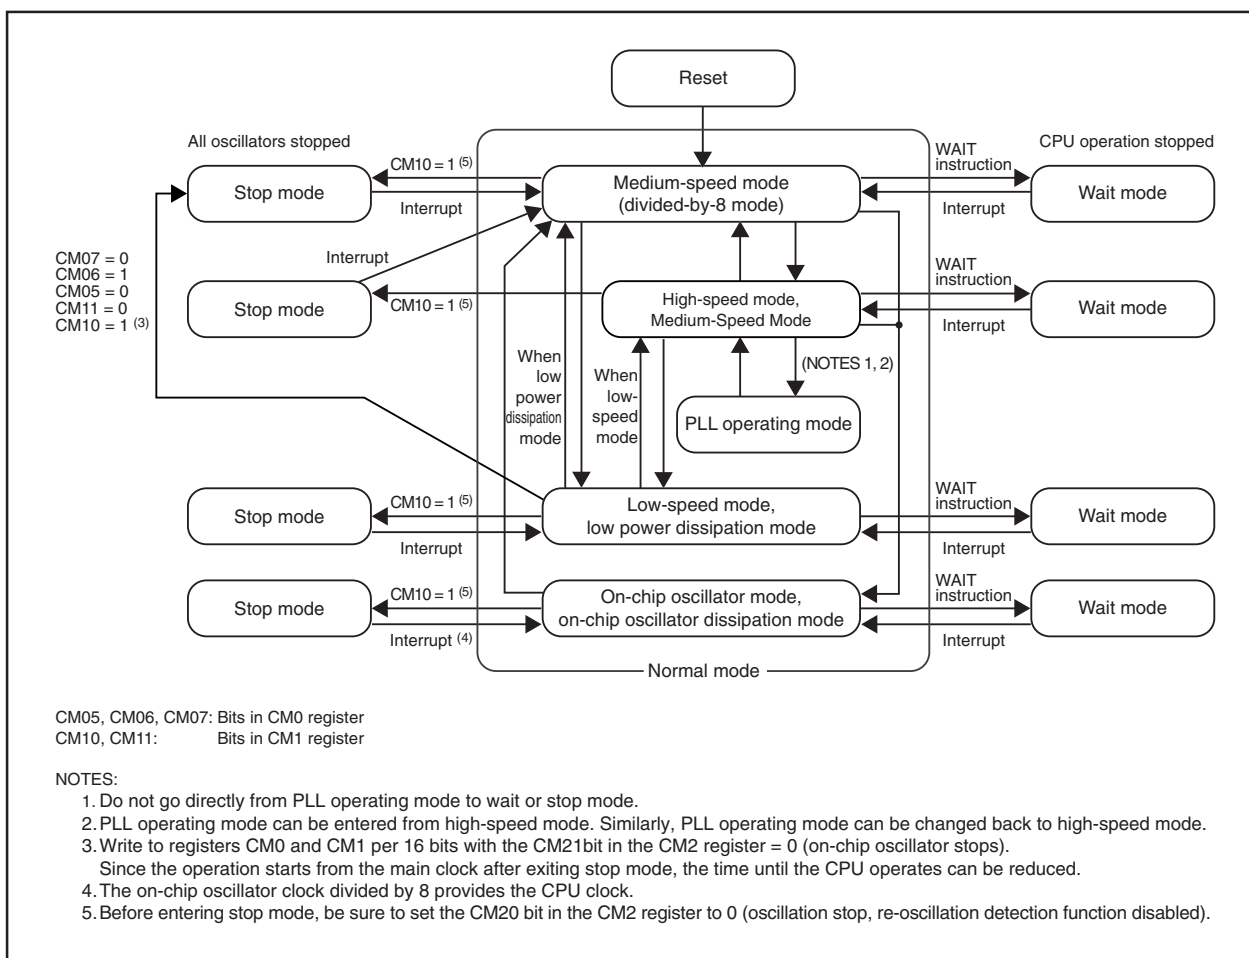 Reset
All oscillators stopped
CPU operation stopped
CM10 = 1 (5)
WAIT
instruction
Stop mode
Medium-speed mode
(divided-by-8 mode)
Wait mode
Interrupt
Interrupt
CM07 = 0
CM06 = 1
CM05 = 0
CM11 = 0
CM10 = 1 (3)
Interrupt
WAIT
instruction
Stop mode
CM10 = 1 (5)
High-speed mode,
Medium-Speed Mode
Wait mode
Interrupt
When
low
power
dissipation
mode
When
low-
speed
mode
(NOTES 1, 2)
PLL operating mode
CM10 = 1 (5)
WAIT
instruction
Stop mode
Low-speed mode,
low power dissipation mode
Wait mode
Interrupt
Interrupt
CM10 = 1 (5)
WAIT
instruction
Stop mode
On-chip oscillator mode,
on-chip oscillator dissipation mode
Wait mode
Interrupt (4)
Interrupt
Normal mode
CM05, CM06, CM07: Bits in CM0 register
CM10, CM11: Bits in CM1 register
NOTES:
1. Do not go directly from PLL operating mode to wait or stop mode.
2. PLL operating mode can be entered from high-speed mode. Similarly, PLL operating mode can be changed back to high-speed mode.
3. Write to registers CM0 and CM1 per 16 bits with the CM21bit in the CM2 register = 0 (on-chip oscillator stops).
Since the operation starts from the main clock after exiting stop mode, the time until the CPU operates can be reduced.
4. The on-chip oscillator clock divided by 8 provides the CPU clock.
5. Before entering stop mode, be sure to set the CM20 bit in the CM2 register to 0 (oscillation stop, re-oscillation detection function disabled).